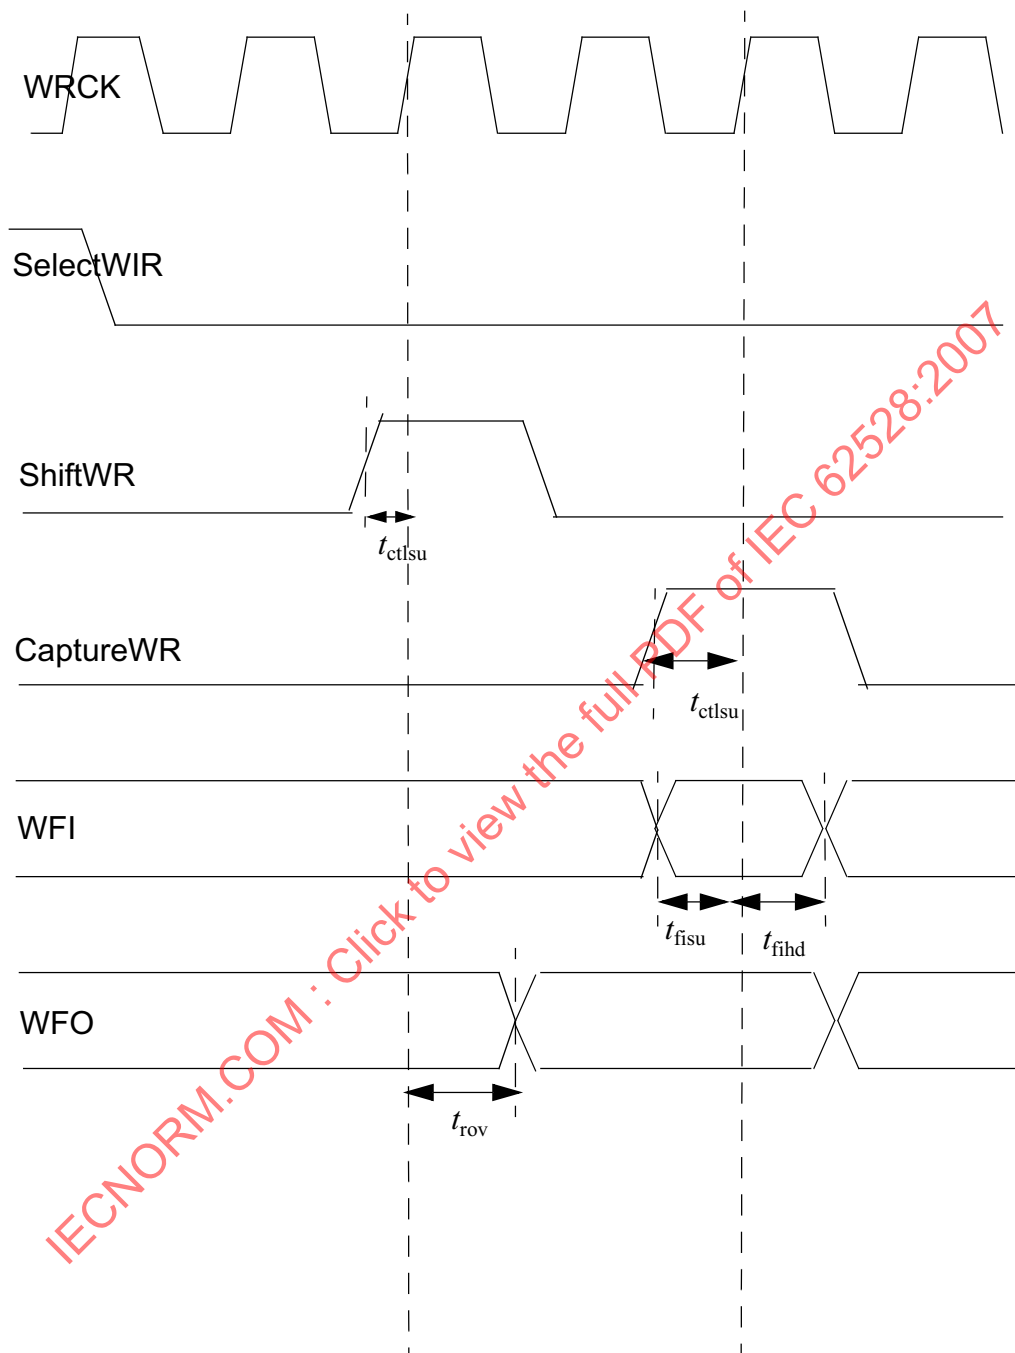 WRCK
SelectWIR
ShiftWR
tctlsu
CaptureWR
tctlsu
WFI
tfisu
tfihd
WFO
trov
IECNORM.COM : Click to view the full PDF of IEC 62528:2007